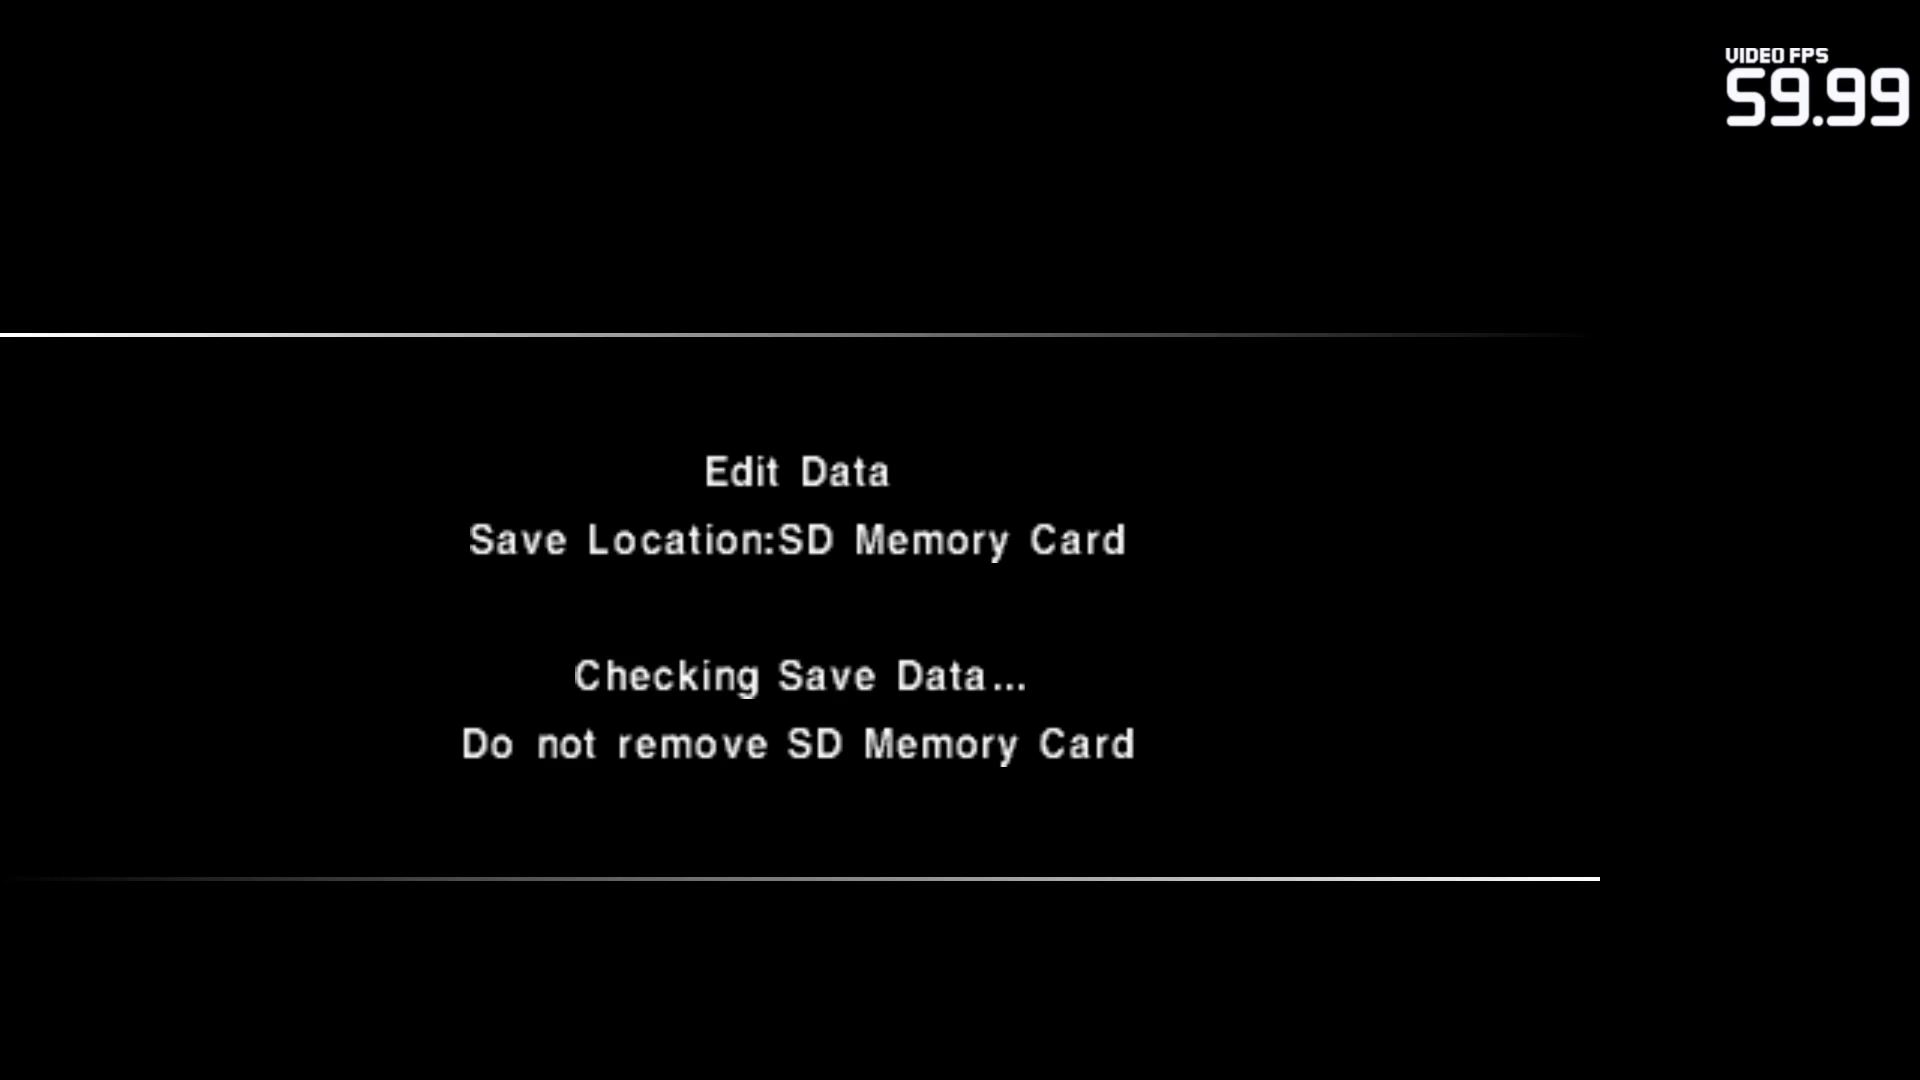 VIDEO FPS
59.99
Edit Data
Save Location:SD Memory Card
Checking Save Data...
Do not remove SD Memory Card